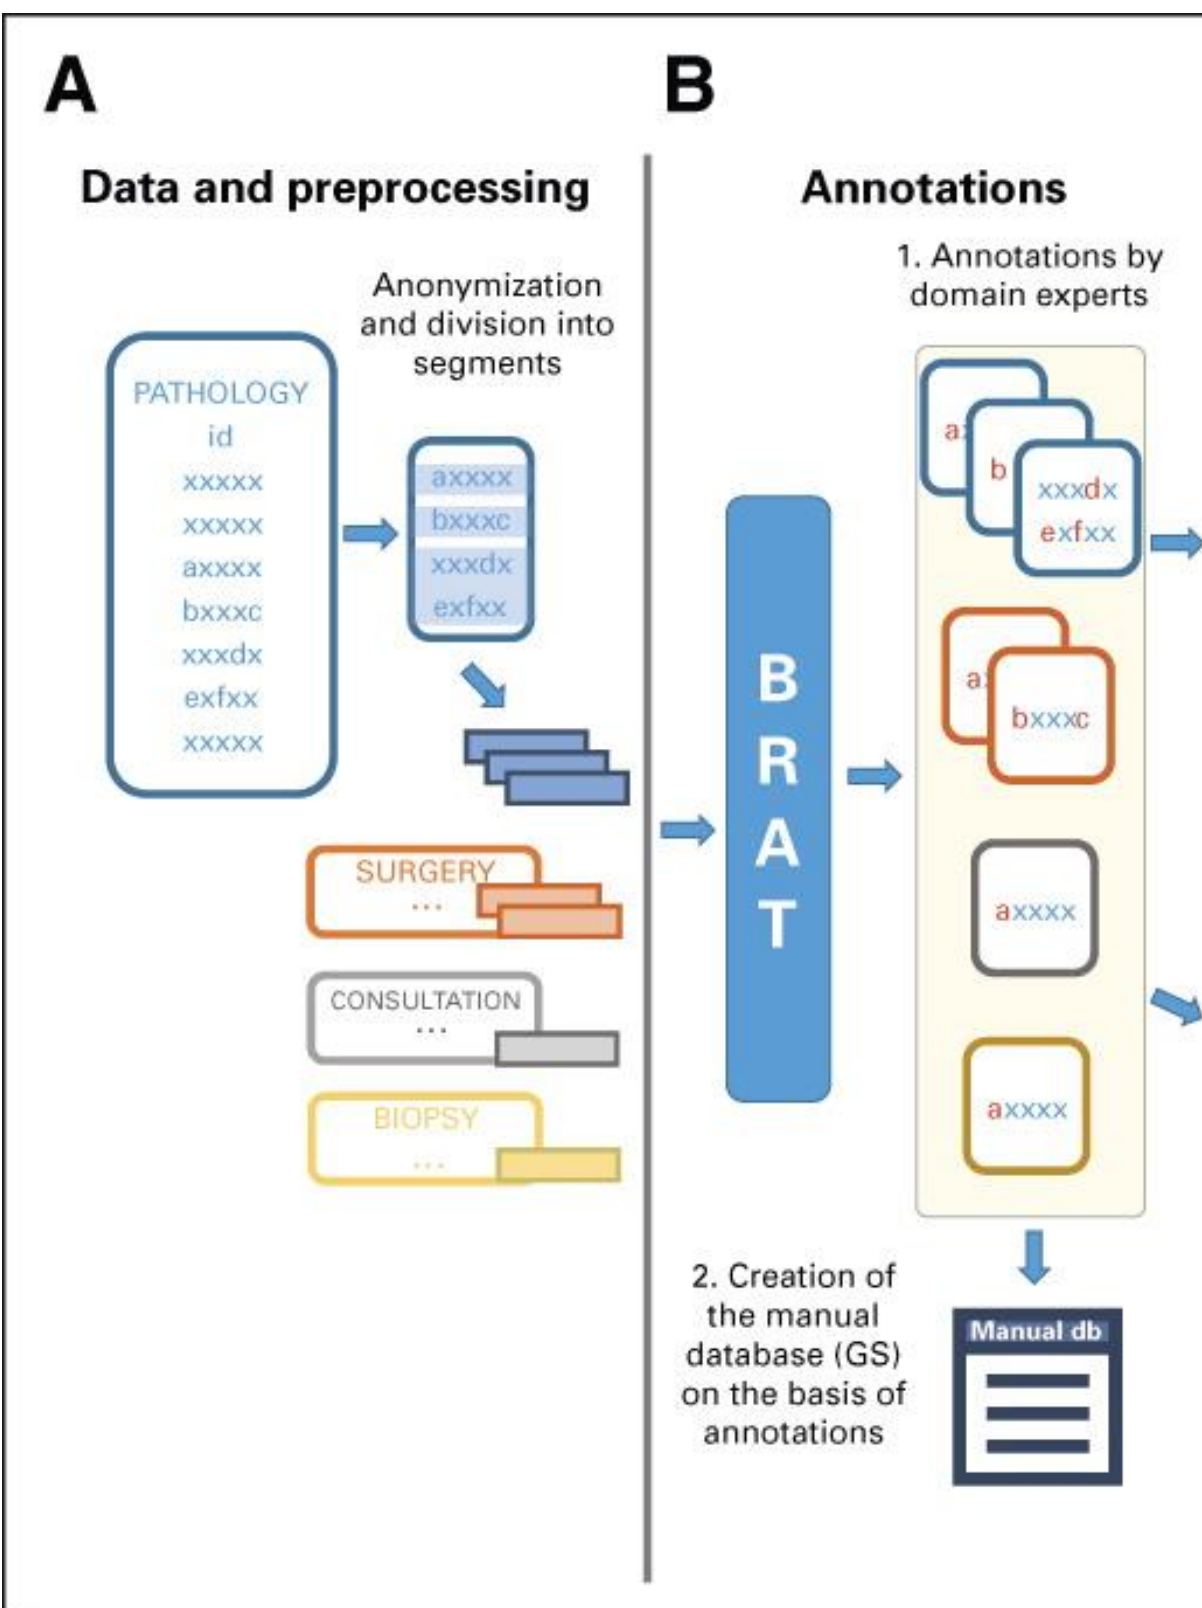 A
Data and preprocessing
Anonymization
and division into
segments
PATHOLOGY
id
xxxxx
xxxxx
axxxx
bxxxc
xxxdx
exfxx
xxxxx
axxxx
bxxxc
xxxdx
exfxx
SURGERY
...
CONSULTATION
...
BIOPSY
...
B
Annotations
1. Annotations by
domain experts
B
R
A
T
a
b
xxxdx
exfxx
a
bxxxc
axxxx
axxxx
2. Creation of
the manual
database (GS)
on the basis of
annotations
Manual db